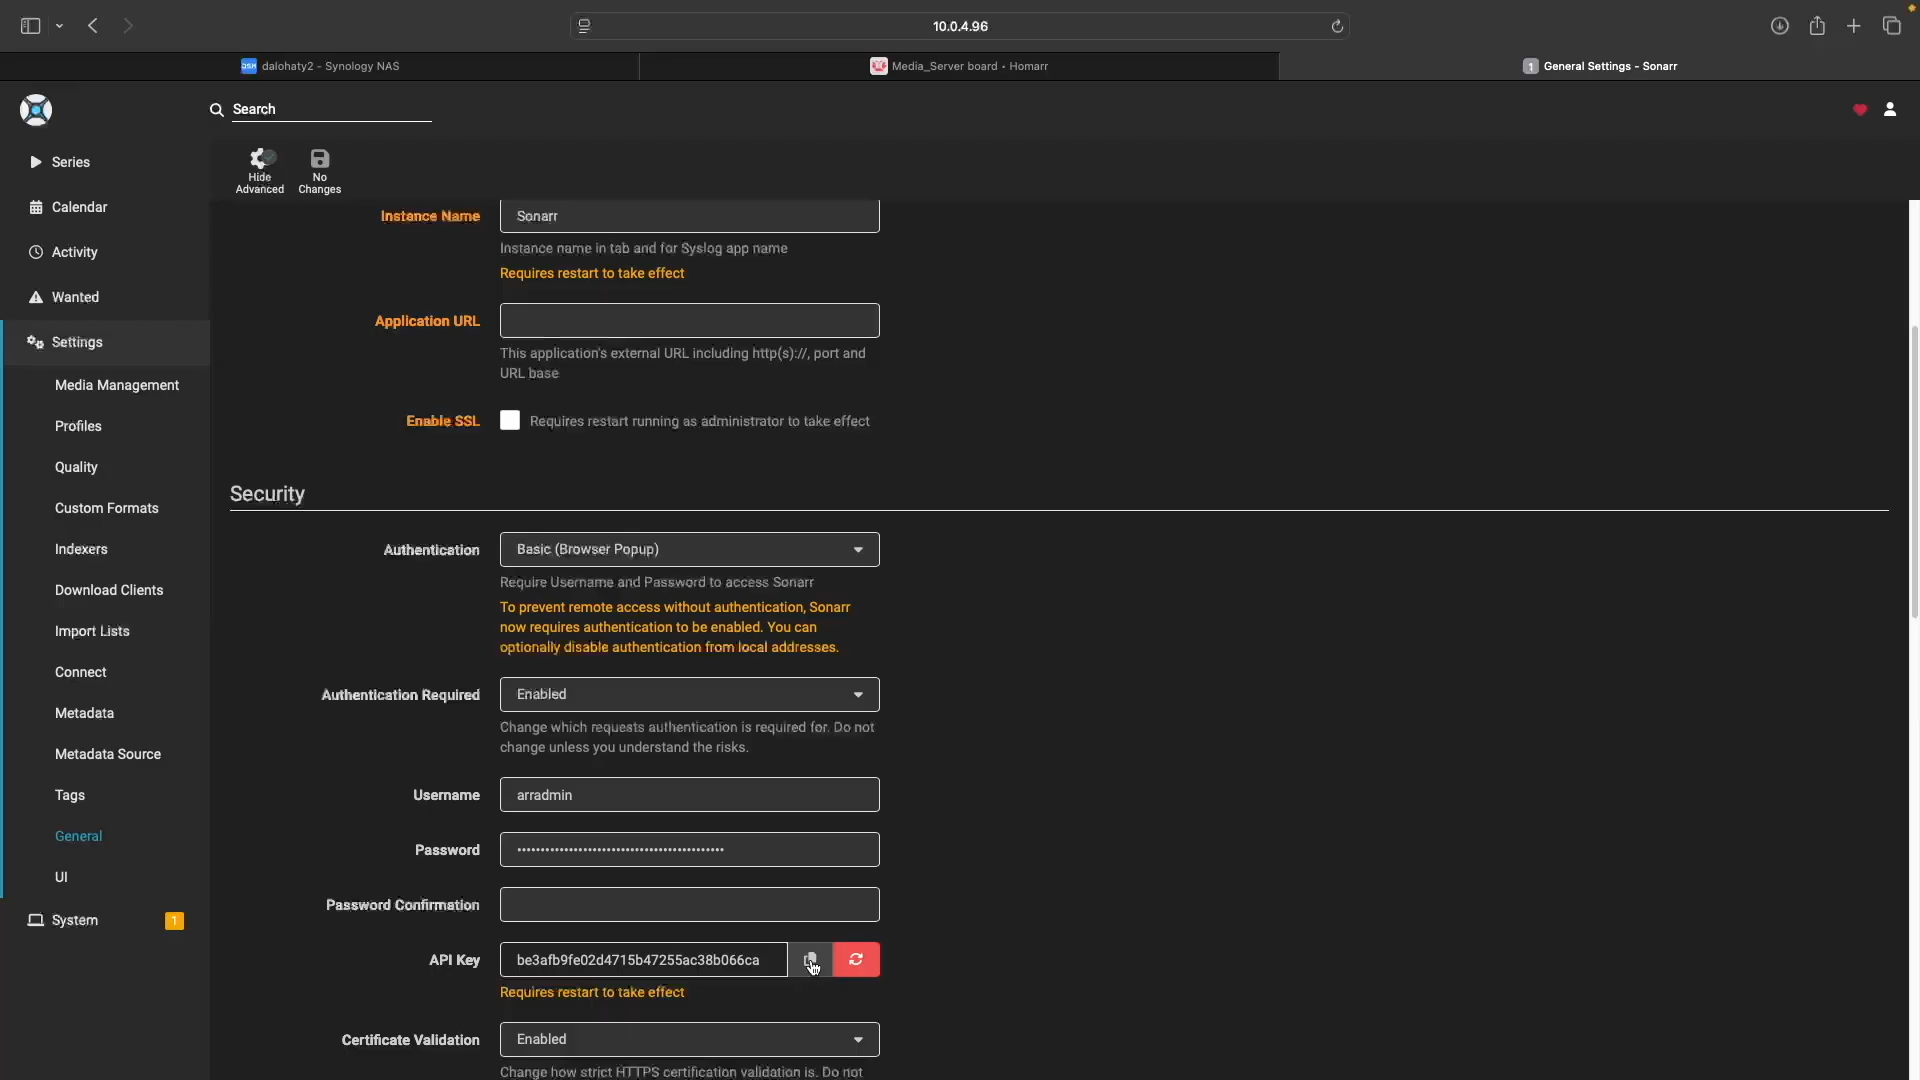 10.0.4.96
dalohaty2 - Synology NAS
Media_Server board • Homarr
1 General Settings - Sonarr
Search
Hide Advanced
No Changes
Series
Calendar
Activity
Wanted
Settings
Media Management
Profiles
Quality
Custom Formats
Indexers
Download Clients
Import Lists
Connect
Metadata
Metadata Source
Tags
General
UI
System 1
Instance Name Sonarr
Instance name in tab and for Syslog app name
Requires restart to take effect
Application URL
This application's external URL including http(s)://, port and
URL base
Enable SSL Requires restart running as administrator to take effect
Security
Authentication Basic (Browser Popup)
Require Username and Password to access Sonarr
To prevent remote access without authentication, Sonarr
now requires authentication to be enabled. You can
optionally disable authentication from local addresses.
Authentication Required Enabled
Change which requests authentication is required for. Do not
change unless you understand the risks.
Username arradmin
Password
Password Confirmation
API Key be3afb9fe02d4715b47255ac38b066ca
Requires restart to take effect
Certificate Validation Enabled
Change how strict HTTPS certification validation is. Do not